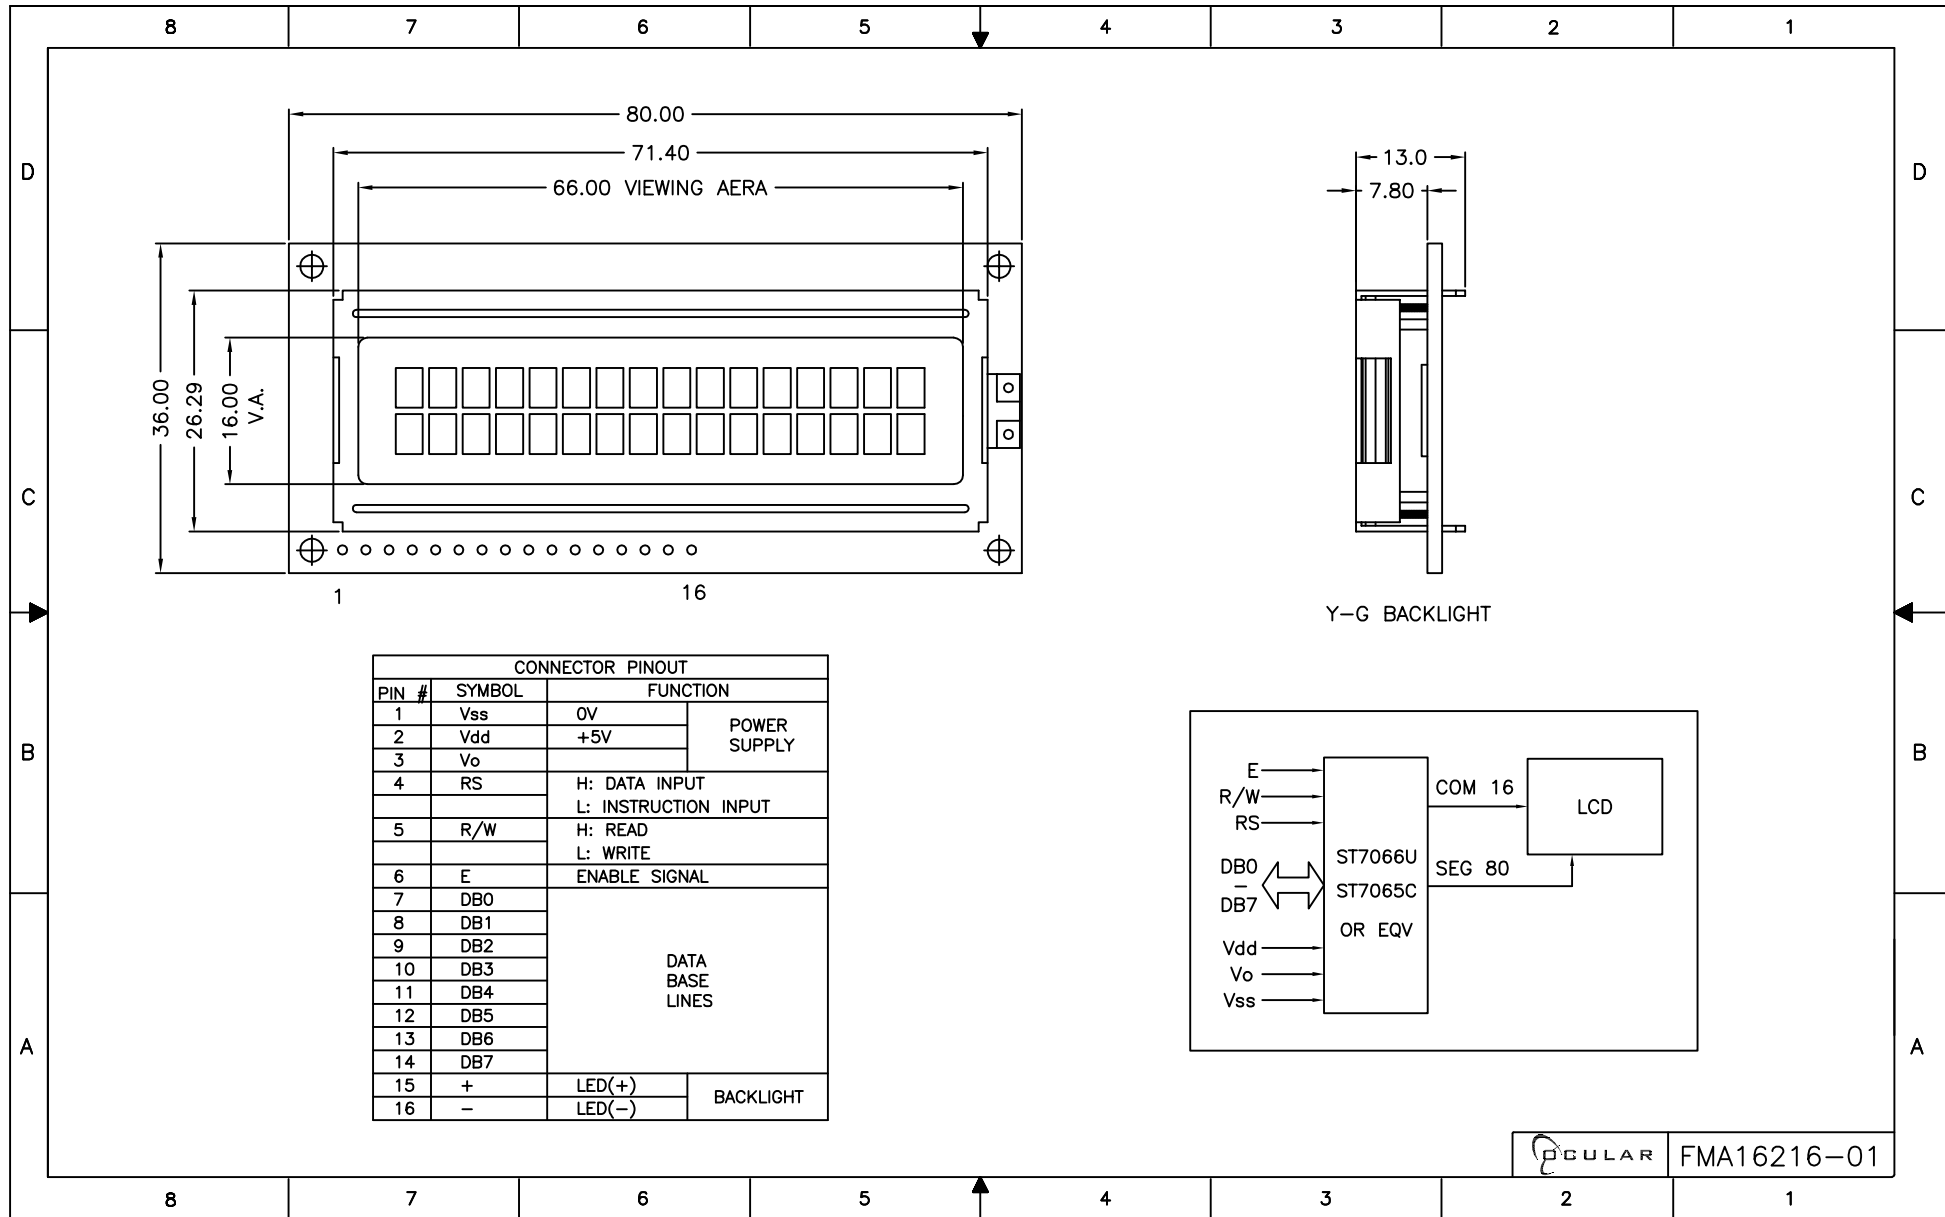 8 7 6 5 4 3 2 1
80.00
71.40
66.00 VIEWING AERA
13.0
7.80
D D
36.00
26.29
16.00
V.A.
C C
1 16
Y-G BACKLIGHT
CONNECTOR PINOUT
PIN # SYMBOL FUNCTION
1 Vss 0V
POWER
SUPPLY
2 Vdd +5V
3 Vo
4 RS H: DATA INPUT
L: INSTRUCTION INPUT
5 R/W H: READ
L: WRITE
6 E ENABLE SIGNAL
7 DB0
8 DB1
9 DB2
10 DB3
11 DB4
12 DB5
13 DB6
14 DB7
DATA
BASE
LINES
15 + LED(+)
16 - LED(-)
BACKLIGHT
B B
E
R/W
RS
DB0
-
DB7
Vdd
Vo
Vss
ST7066U
ST7065C
OR EQV
COM 16
SEG 80
LCD
A A
OCULAR FMA16216-01
8 7 6 5 4 3 2 1